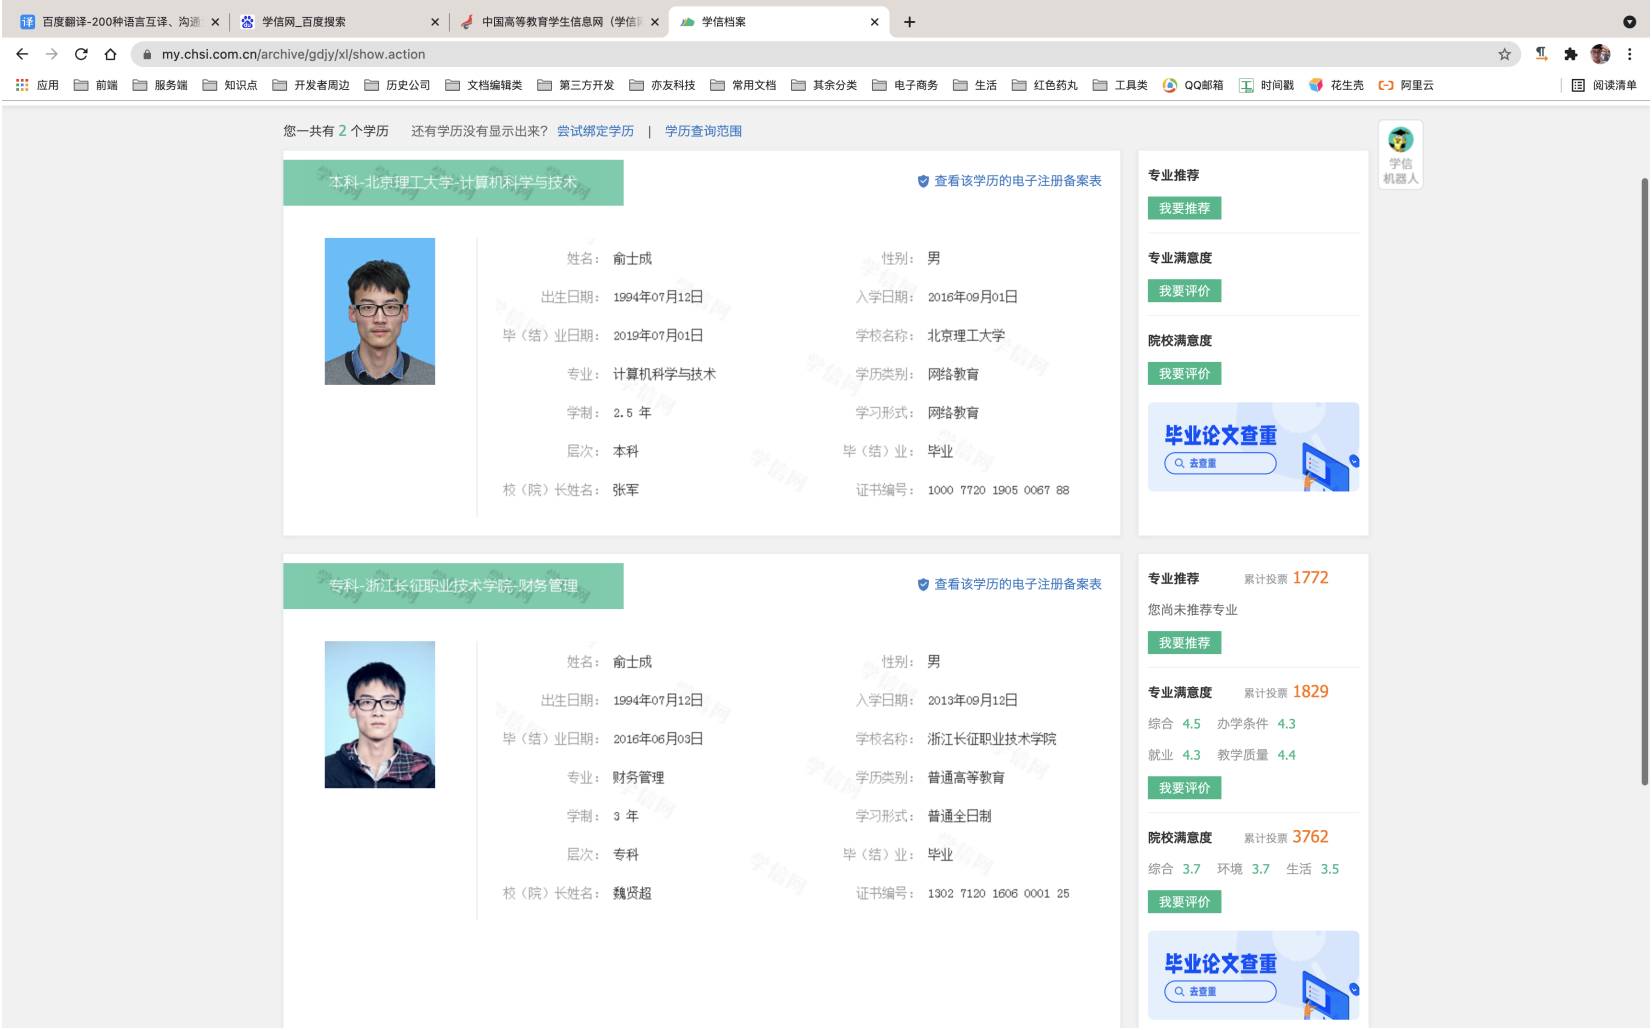 百度翻译-200种语言互译、沟通
学信网_百度搜索
中国高等教育学生信息网（学信网
学信档案
my.chsi.com.cn/archive/gdjy/xl/show.action
应用 前端 服务端 知识点 开发者周边 历史公司 文档编辑类 第三方开发 亦友科技 常用文档 其余分类 电子商务 生活 红色药丸 工具类 QQ邮箱 时间戳 花生壳 阿里云 阅读清单
您一共有 2 个学历 还有学历没有显示出来? 尝试绑定学历 | 学历查询范围
本科-北京理工大学-计算机科学与技术
查看该学历的电子注册备案表
姓名： 俞士成 性别： 男
出生日期： 1994年07月12日 入学日期： 2016年09月01日
毕（结）业日期： 2019年07月01日 学校名称： 北京理工大学
专业： 计算机科学与技术 学历类别： 网络教育
学制： 2.5 年 学习形式： 网络教育
层次： 本科 毕（结）业： 毕业
校（院）长姓名： 张军 证书编号： 1000 7720 1905 0067 88
专业推荐
我要推荐
专业满意度
我要评价
院校满意度
我要评价
毕业论文查重
去查重
学信
机器人
专科-浙江长征职业技术学院-财务管理
查看该学历的电子注册备案表
姓名： 俞士成 性别： 男
出生日期： 1994年07月12日 入学日期： 2013年09月12日
毕（结）业日期： 2016年06月03日 学校名称： 浙江长征职业技术学院
专业： 财务管理 学历类别： 普通高等教育
学制： 3 年 学习形式： 普通全日制
层次： 专科 毕（结）业： 毕业
校（院）长姓名： 魏贤超 证书编号： 1302 7120 1606 0001 25
专业推荐 累计投票 1772
您尚未推荐专业
我要推荐
专业满意度 累计投票 1829
综合 4.5 办学条件 4.3
就业 4.3 教学质量 4.4
我要评价
院校满意度 累计投票 3762
综合 3.7 环境 3.7 生活 3.5
我要评价
毕业论文查重
去查重